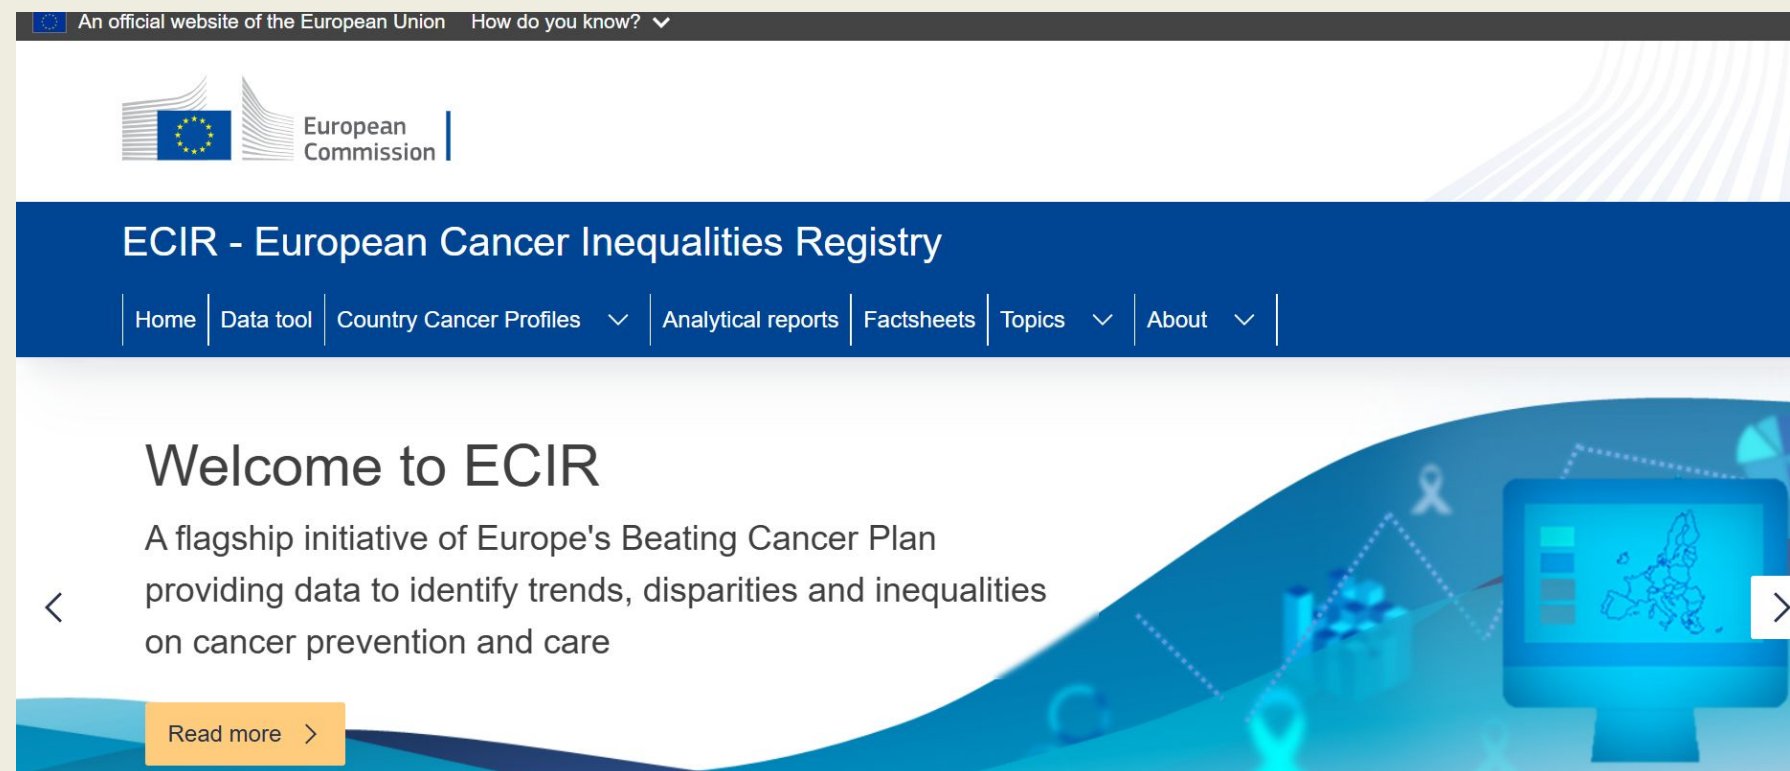 An official website of the European Union How do you know?
European
Commission
ECIR - European Cancer Inequalities Registry
Home Data tool Country Cancer Profiles Analytical reports Factsheets Topics About
Welcome to ECIR
A flagship initiative of Europe's Beating Cancer Plan
providing data to identify trends, disparities and inequalities
on cancer prevention and care
Read more